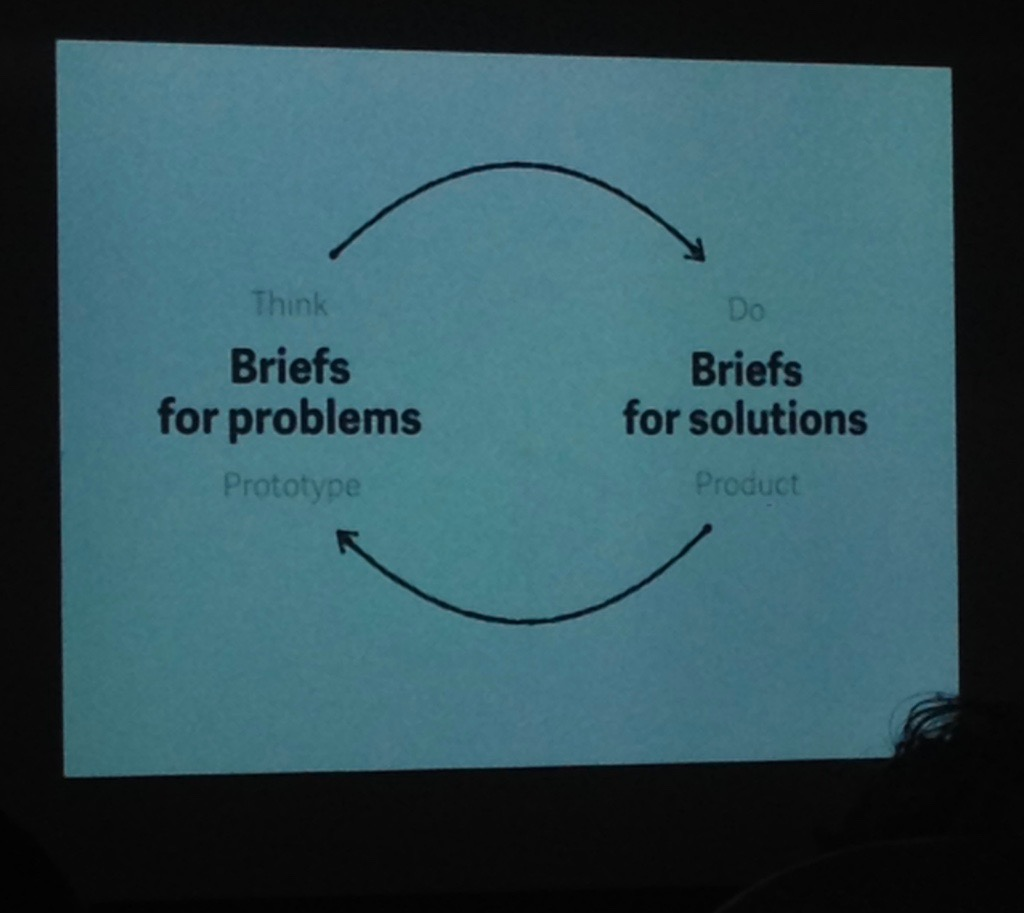 Think
Briefs
for problems
Prototype
Do
Briefs
for solutions
Product